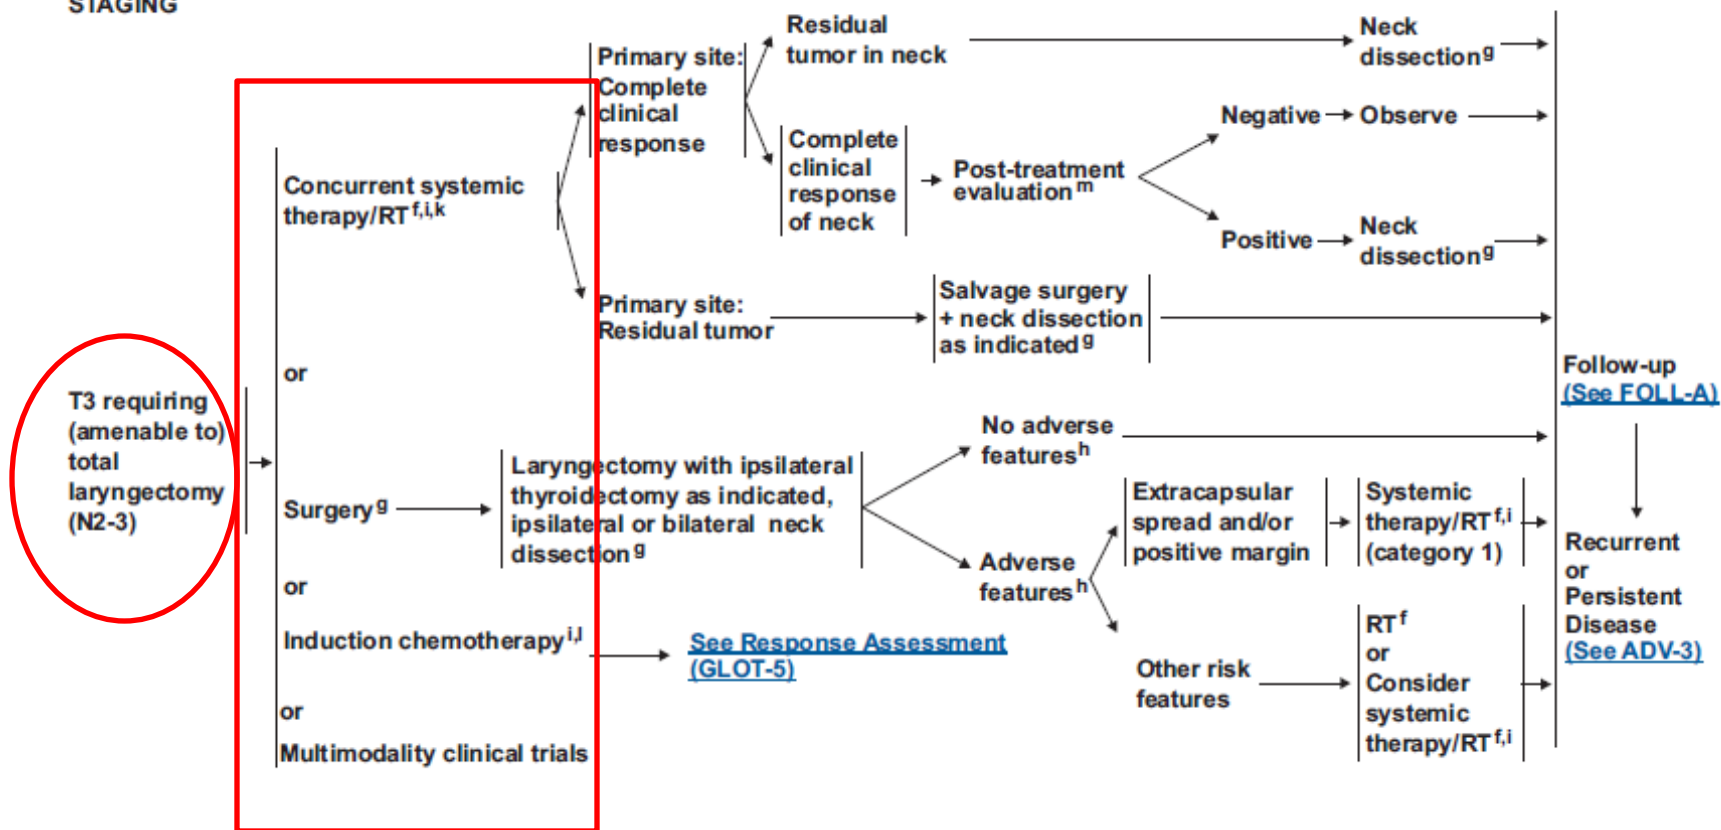 STAGING
T3 requiring
(amenable to)
total
laryngectomy
(N2-3)
Concurrent systemic
therapy/RTf,i,k
or
Surgeryg
or
Induction chemotherapyi,l
or
Multimodality clinical trials
Primary site:
Complete
clinical
response
Residual
tumor in neck
Neck
dissectiong
Complete
clinical
response
of neck
Post-treatment
evaluationm
Negative
Observe
Positive
Neck
dissectiong
Primary site:
Residual tumor
Salvage surgery
+ neck dissection
as indicatedg
Laryngectomy with ipsilateral
thyroidectomy as indicated,
ipsilateral or bilateral neck
dissectiong
No adverse
featuresh
Adverse
featuresh
Extracapsular
spread and/or
positive margin
Systemic
therapy/RTf,i
(category 1)
Other risk
features
RTf
or
Consider
systemic
therapy/RTf,i
See Response Assessment
(GLOT-5)
Follow-up
(See FOLL-A)
Recurrent
or
Persistent
Disease
(See ADV-3)